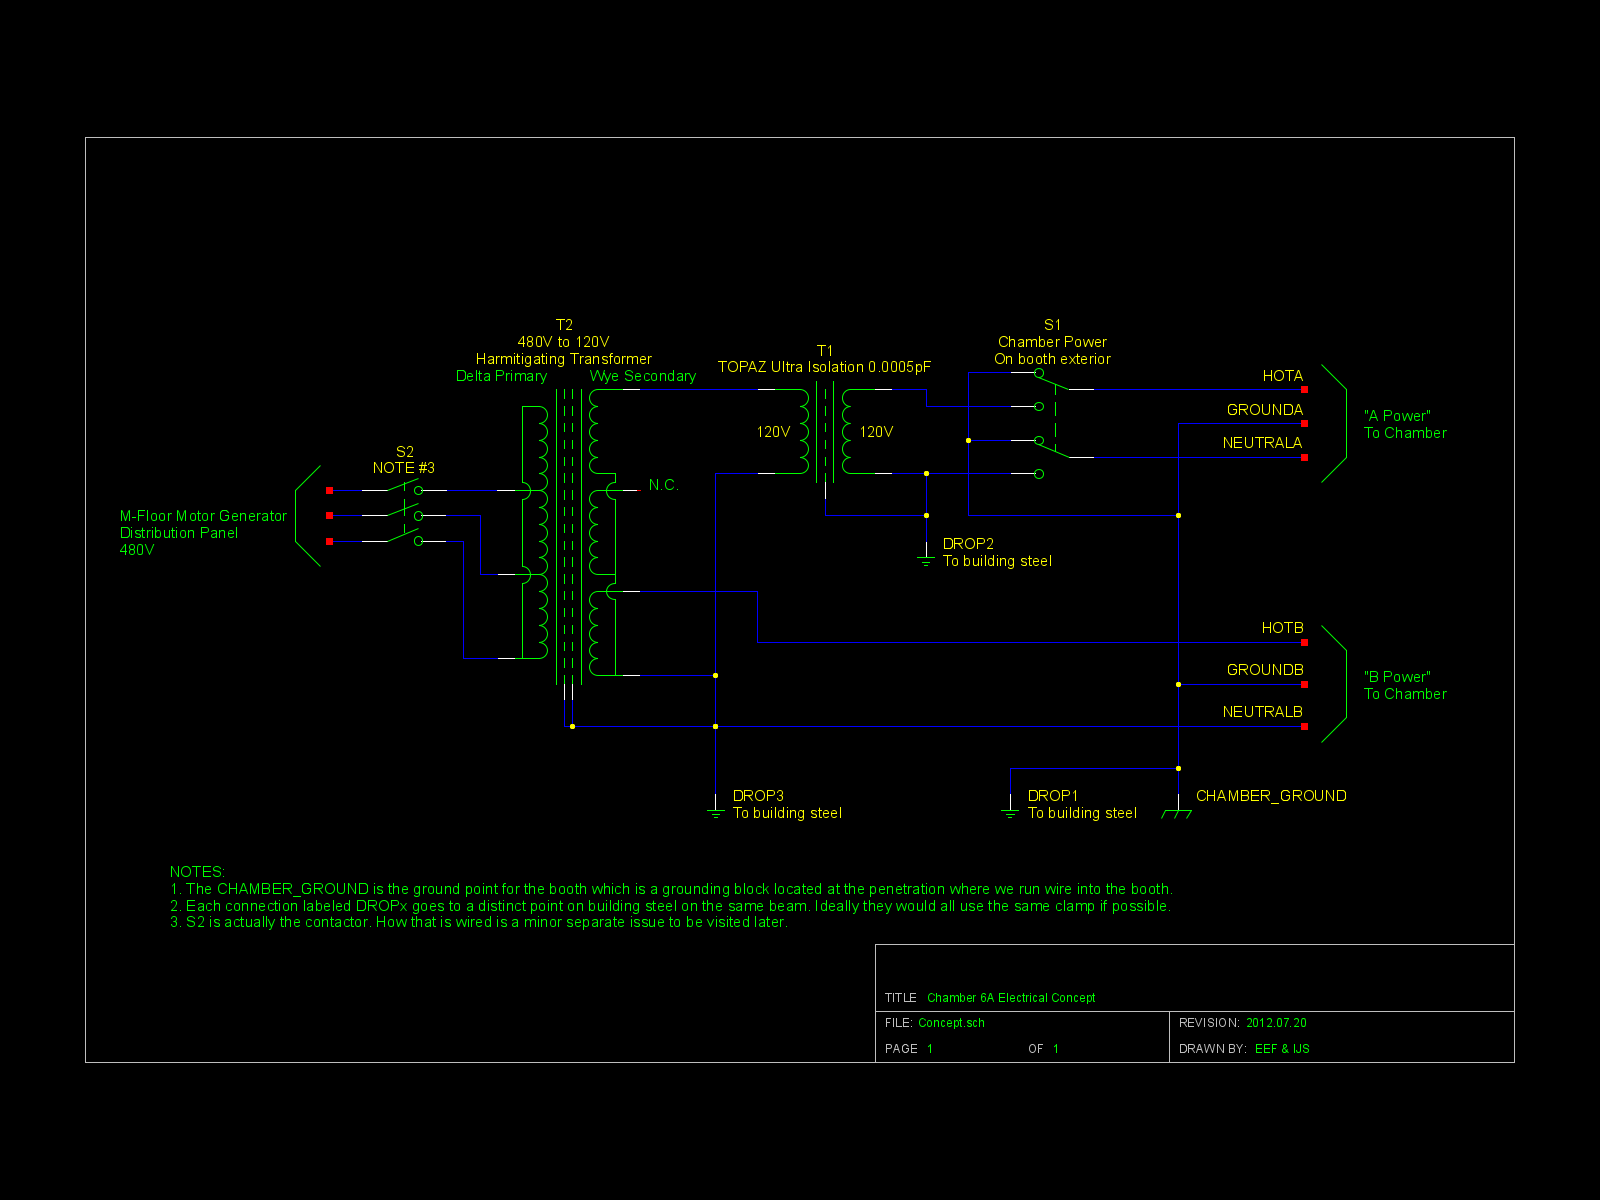 T2
480V to 120V
Harmitigating Transformer
Delta Primary
Wye Secondary
T1
TOPAZ Ultra Isolation 0.0005pF
120V
120V
S1
Chamber Power
On booth exterior
HOTA
GROUNDA
NEUTRALA
"A Power"
To Chamber
S2
NOTE #3
N.C.
M-Floor Motor Generator
Distribution Panel
480V
DROP2
To building steel
HOTB
GROUNDB
NEUTRALB
"B Power"
To Chamber
DROP3
To building steel
DROP1
To building steel
CHAMBER_GROUND
NOTES:
1. The CHAMBER_GROUND is the ground point for the booth which is a grounding block located at the penetration where we run wire into the booth.
2. Each connection labeled DROPx goes to a distinct point on building steel on the same beam. Ideally they would all use the same clamp if possible.
3. S2 is actually the contactor. How that is wired is a minor separate issue to be visited later.
TITLE Chamber 6A Electrical Concept
FILE: Concept.sch
REVISION: 2012.07.20
PAGE 1 OF 1
DRAWN BY: EEF & IJS